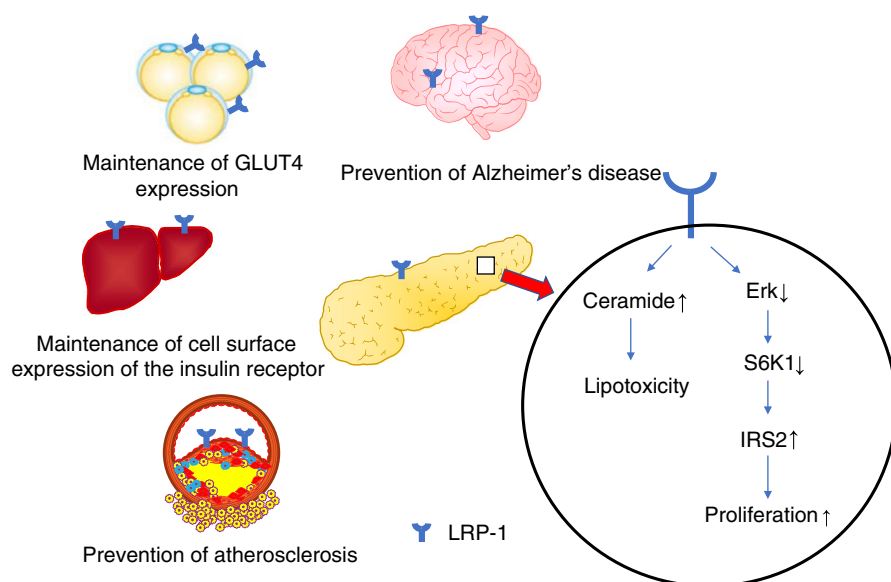 Maintenance of GLUT4
expression
Prevention of Alzheimer's disease
Maintenance of cell surface
expression of the insulin receptor
Prevention of atherosclerosis
LRP-1
Ceramide↑
Lipotoxicity
Erk↓
S6K1↓
IRS2↑
Proliferation↑